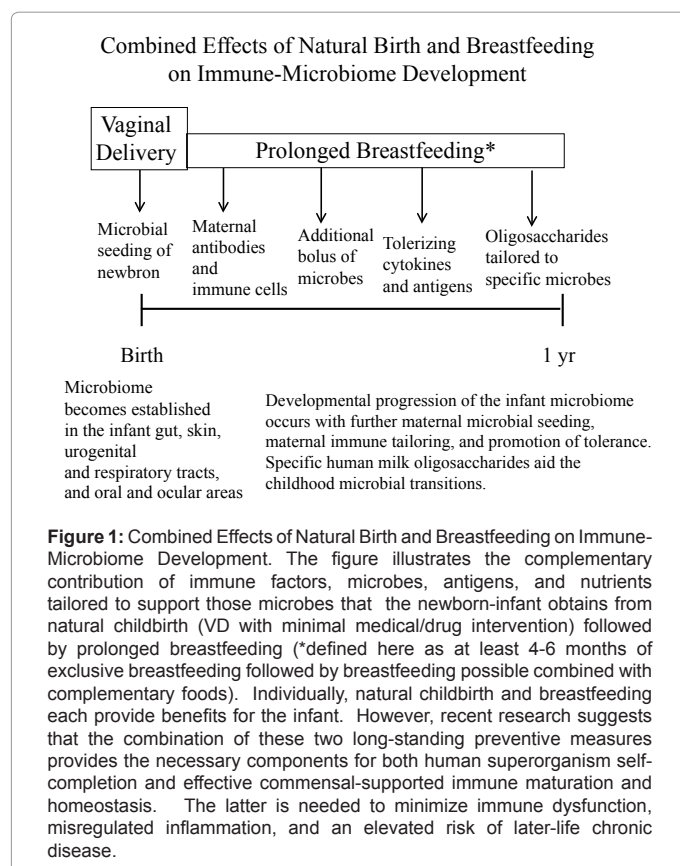 Combined Effects of Natural Birth and Breastfeeding
on Immune-Microbiome Development
Vaginal
Delivery
Prolonged Breastfeeding*
Microbial
seeding of
newbron
Maternal
antibodies
and
immune cells
Additional
bolus of
microbes
Tolerizing
cytokines
and antigens
Oligosaccharides
tailored to
specific microbes
Birth
1 yr
Microbiome
becomes established
in the infant gut, skin,
urogenital
and respiratory tracts,
and oral and ocular areas
Developmental progression of the infant microbiome
occurs with further maternal microbial seeding,
maternal immune tailoring, and promotion of tolerance.
Specific human milk oligosaccharides aid the
childhood microbial transitions.
Figure 1: Combined Effects of Natural Birth and Breastfeeding on Immune-
Microbiome Development. The figure illustrates the complementary
contribution of immune factors, microbes, antigens, and nutrients
tailored to support those microbes that the newborn-infant obtains from
natural childbirth (VD with minimal medical/drug intervention) followed
by prolonged breastfeeding (*defined here as at least 4-6 months of
exclusive breastfeeding followed by breastfeeding possible combined with
complementary foods). Individually, natural childbirth and breastfeeding
each provide benefits for the infant. However, recent research suggests
that the combination of these two long-standing preventive measures
provides the necessary components for both human superorganism self-
completion and effective commensal-supported immune maturation and
homeostasis. The latter is needed to minimize immune dysfunction,
misregulated inflammation, and an elevated risk of later-life chronic
disease.